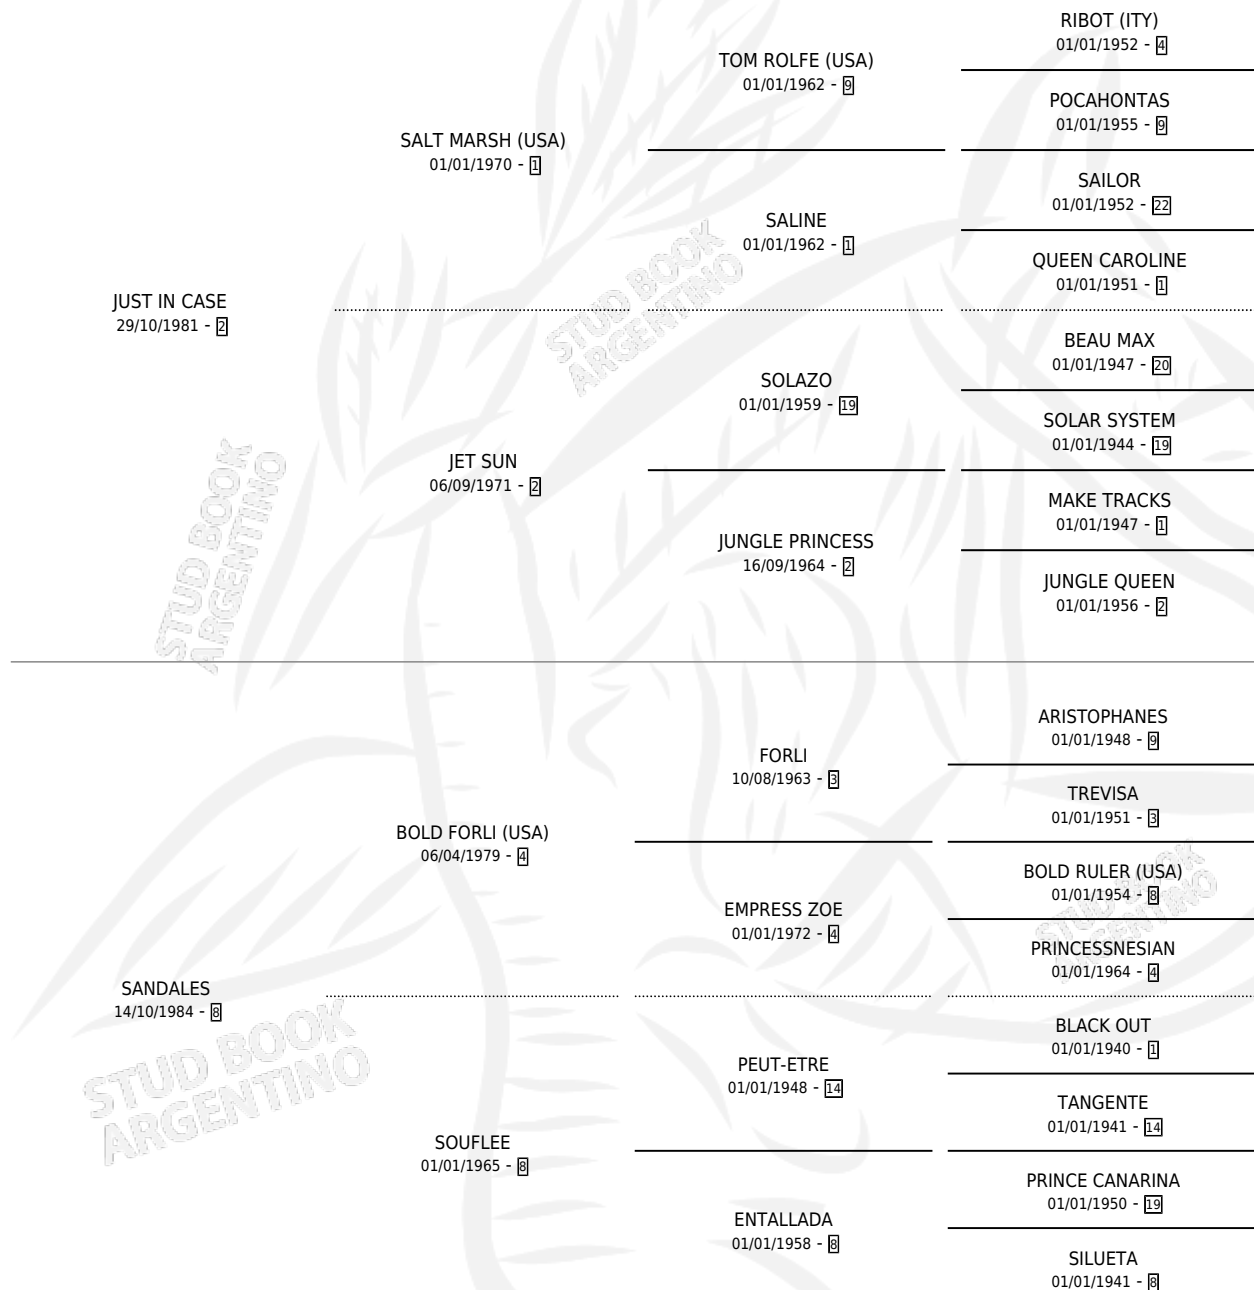 RIBOT (ITY)
01/01/1952 - 4
TOM ROLFE (USA)
01/01/1962 - 9
POCAHONTAS
01/01/1955 - 9
SALT MARSH (USA)
01/01/1970 - 1
SAILOR
01/01/1952 - 22
SALINE
01/01/1962 - 1
QUEEN CAROLINE
01/01/1951 - 1
JUST IN CASE
29/10/1981 - 2
BEAU MAX
01/01/1947 - 20
SOLAZO
01/01/1959 - 19
SOLAR SYSTEM
01/01/1944 - 19
JET SUN
06/09/1971 - 2
MAKE TRACKS
01/01/1947 - 1
JUNGLE PRINCESS
16/09/1964 - 2
JUNGLE QUEEN
01/01/1956 - 2
ARISTOPHANES
01/01/1948 - 9
FORLI
10/08/1963 - 3
TREVISA
01/01/1951 - 3
BOLD FORLI (USA)
06/04/1979 - 4
BOLD RULER (USA)
01/01/1954 - 8
EMPRESS ZOE
01/01/1972 - 4
PRINCESSNESIAN
01/01/1964 - 4
SANDALES
14/10/1984 - 8
BLACK OUT
01/01/1940 - 1
PEUT-ETRE
01/01/1948 - 14
TANGENTE
01/01/1941 - 14
SOUFLEE
01/01/1965 - 8
PRINCE CANARINA
01/01/1950 - 19
ENTALLADA
01/01/1958 - 8
SILUETA
01/01/1941 - 8
STUD BOOK
ARGENTINO
STUD BOOK
ARGENTINO
STUD BOOK
ARGENTINO
STUD BOOK
ARGENTINO